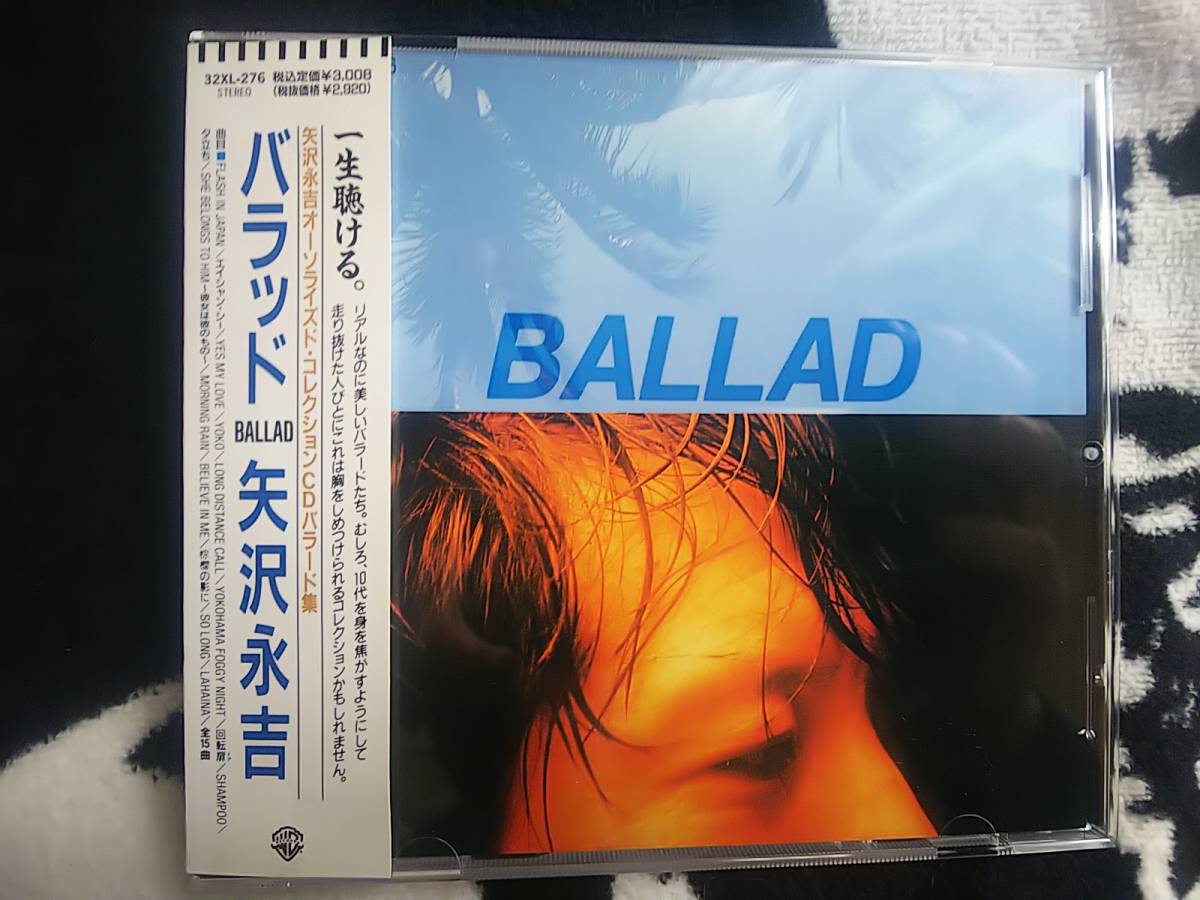 32XL-276 税込定価¥3,008
STEREO (税抜価格 ¥2,920)
一生聴ける。
リアルなのに美しいバラードたち。むしろ、10代を身を焦がすようにして
走り抜けた人びとにこれは胸をしめつけられるコレクションかもしれません。
矢沢永吉オーソライズド・コレクションCDバラード集
バラッド BALLAD 矢沢永吉
曲目■FLASH IN JAPAN/エイシャン・シー/YES MY LOVE/YOKO/LONG DISTANCE CALL/YOKOHAMA FOGGY NIGHT/回転扉/SHAMPOO/
夕立ち/SHE BELONGS TO HIM〜彼女は彼のもの〜/MORNING RAIN/BELIEVE IN ME/鈴懸の影に/SO LONG/LAHAINA/全15曲
BALLAD